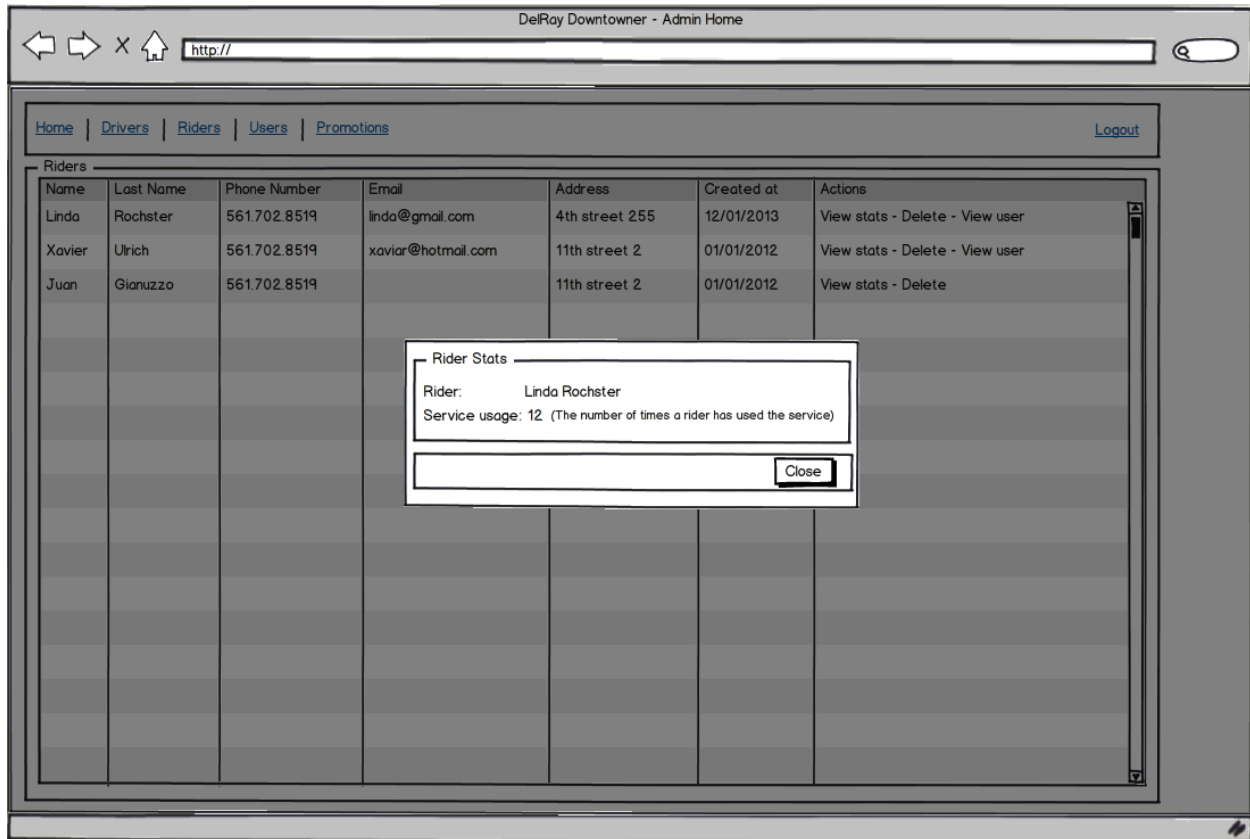 DelRay Downtowner - Admin Home
http://
Home | Drivers | Riders | Users | Promotions Logout
Riders
Name Last Name Phone Number Email Address Created at Actions
Linda Rochster 561.702.8519 linda@gmail.com 4th street 255 12/01/2013 View stats - Delete - View user
Xavier Ulrich 561.702.8519 xaviar@hotmail.com 11th street 2 01/01/2012 View stats - Delete - View user
Juan Gianuzzo 561.702.8519 11th street 2 01/01/2012 View stats - Delete
Rider Stats
Rider: Linda Rochster
Service usage: 12 (The number of times a rider has used the service)
Close